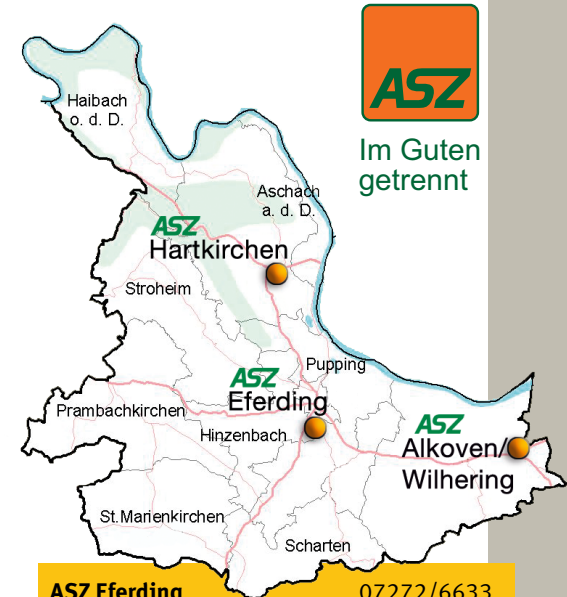 ASZ
Im Guten
getrennt
Haibach
o. d. D.
Aschach
a. d. D.
ASZ
Hartkirchen
Stroheim
Pupping
ASZ
Eferding
Prambachkirchen
Hinzenbach
ASZ
Alkoven/
Wilhering
St.Marienkirchen
Scharten
ASZ Eferding 07272/6633